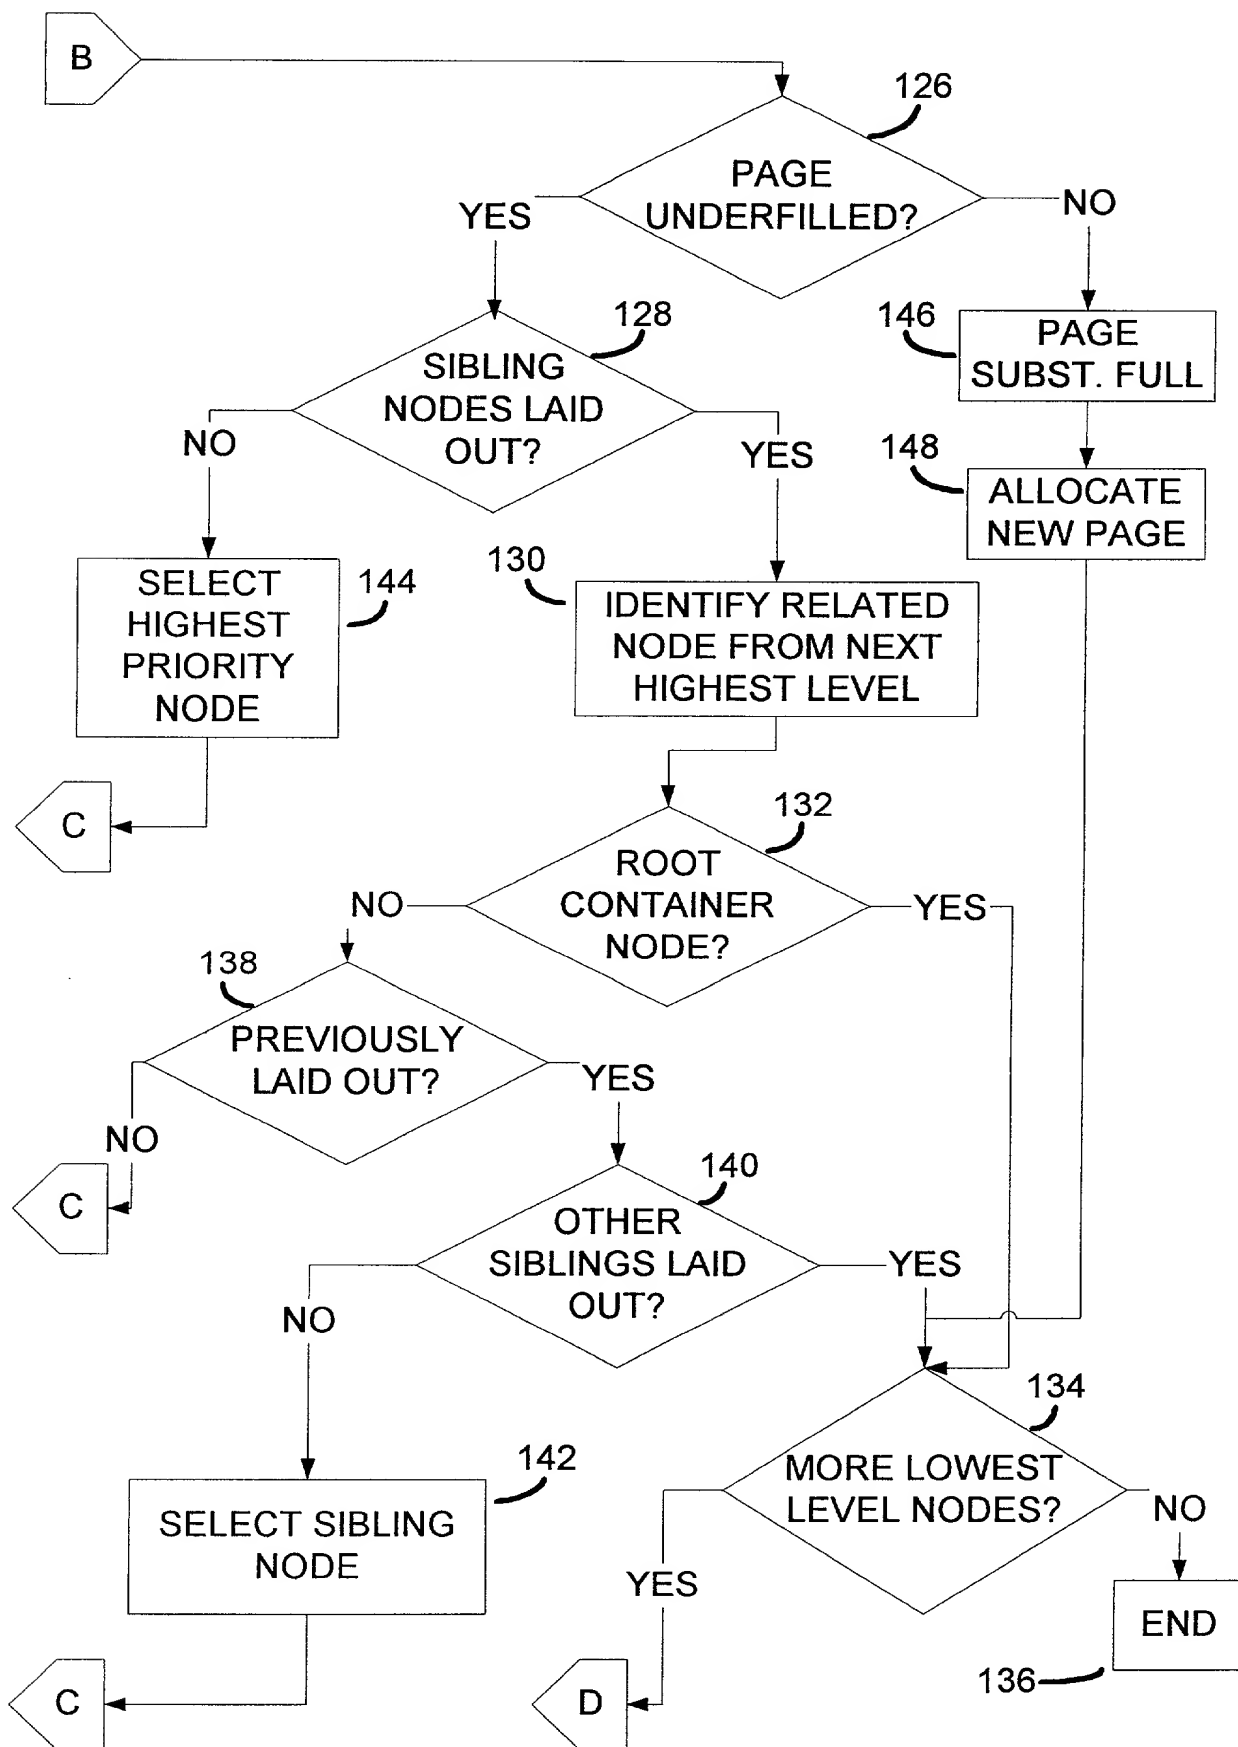 B
126
PAGE
UNDERFILLED?
YES
NO
128
SIBLING
NODES LAID
OUT?
146
PAGE
SUBST. FULL
NO
YES
148
ALLOCATE
NEW PAGE
SELECT
HIGHEST
PRIORITY
NODE
144
130
IDENTIFY RELATED
NODE FROM NEXT
HIGHEST LEVEL
C
132
ROOT
CONTAINER
NODE?
NO
YES
138
PREVIOUSLY
LAID OUT?
YES
NO
C
140
OTHER
SIBLINGS LAID
OUT?
YES
NO
134
MORE LOWEST
LEVEL NODES?
142
SELECT SIBLING
NODE
NO
YES
END
136
C
D